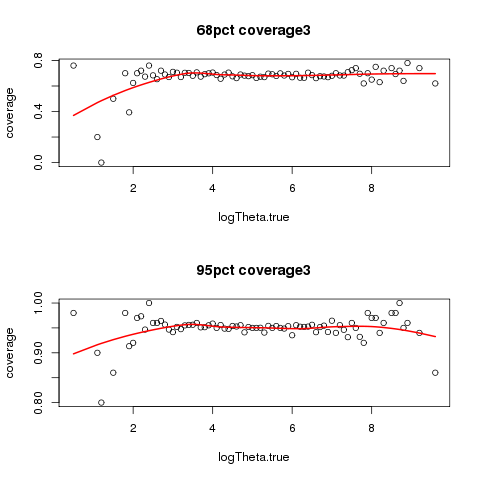 68pct coverage3
coverage
0.8
0.4
0.0
2 4 6 8
logTheta.true
95pct coverage3
coverage
1.00
0.90
0.80
2 4 6 8
logTheta.true